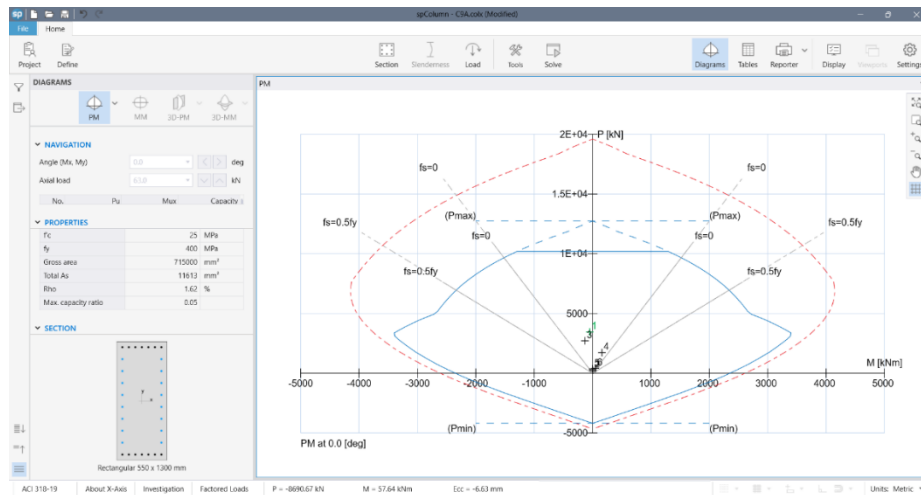 sp
spColumn - C9A.colx (Modified)
File Home
Project Define Section Slenderness Load Tools Solve Diagrams Tables Reporter Display Viewports Settings
DIAGRAMS
PM MM 3D-PM 3D-MM
NAVIGATION
Angle (Mx, My) 0.0 deg
Axial load 63.0 kN
No. Pu Mux Capacity
PROPERTIES
f'c 25 MPa
fy 400 MPa
Gross area 715000 mm²
Total As 11613 mm²
Rho 1.62 %
Max. capacity ratio 0.05
SECTION
y
x
Rectangular 550 x 1300 mm
PM
2E+04 P [kN]
fs=0 fs=0
1.5E+04
(Pmax) (Pmax)
fs=0.5fy fs=0 fs=0 fs=0.5fy
1E+04
fs=0.5fy fs=0.5fy
5000
1
3
4
M [kNm]
-5000 -4000 -3000 -2000 -1000 0 1000 2000 3000 4000 5000
(Pmin) (Pmin)
-5000
PM at 0.0 [deg]
ACI 318-19 About X-Axis Investigation Factored Loads P = -8690.67 kN M = 57.64 kNm Ecc = -6.63 mm Units: Metric